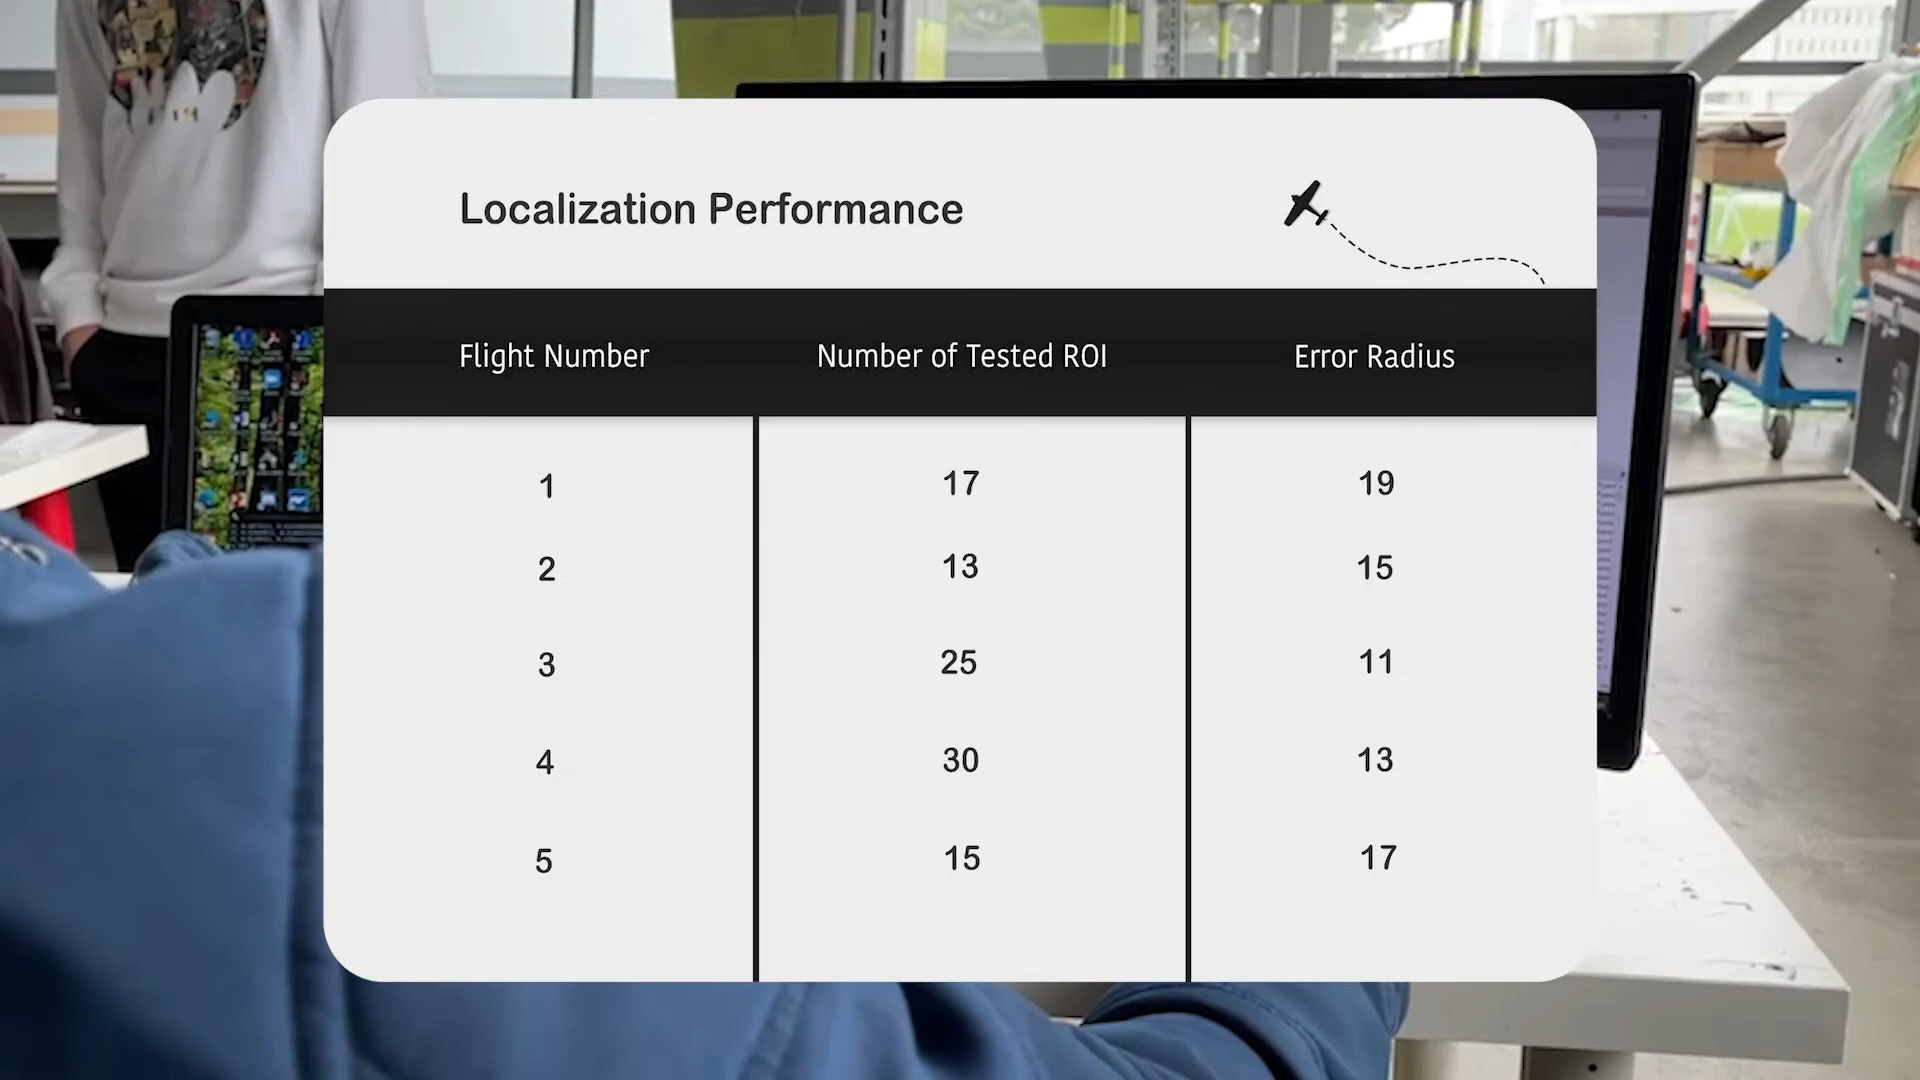 Localization Performance
Flight Number Number of Tested ROI Error Radius
1 17 19
2 13 15
3 25 11
4 30 13
5 15 17